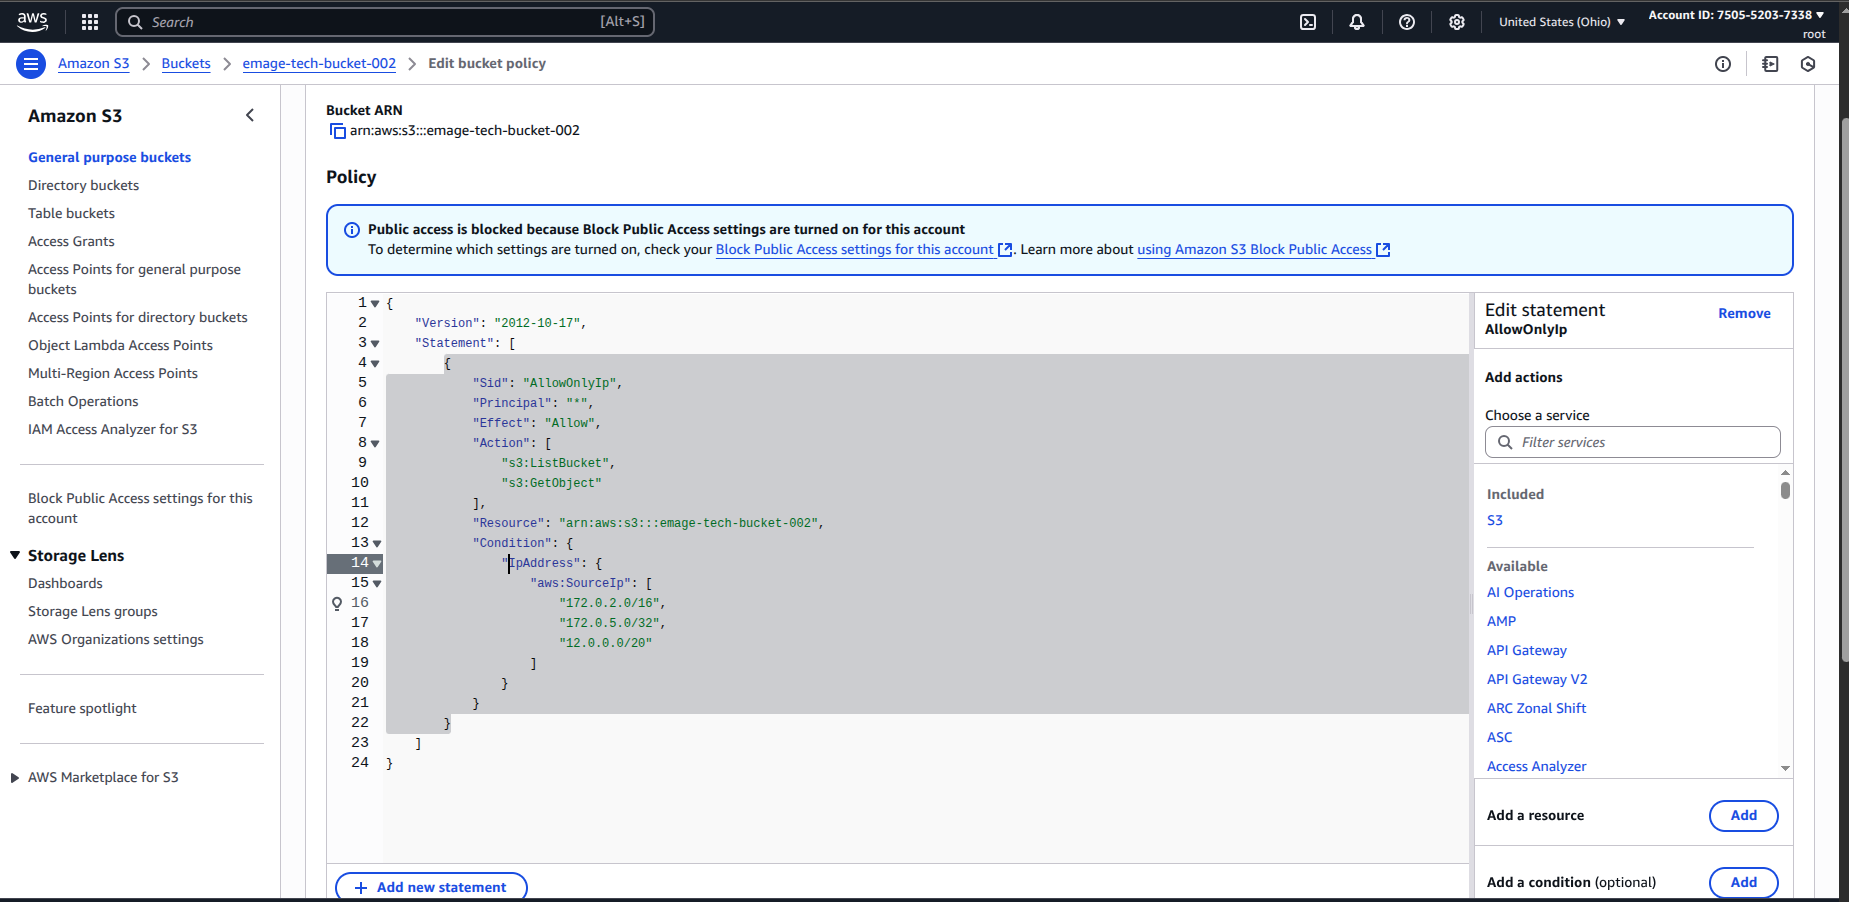 aws
Search [Alt+S]
United States (Ohio)
Account ID: 7505-5203-7338
root
Amazon S3 > Buckets > emage-tech-bucket-002 > Edit bucket policy
Amazon S3
General purpose buckets
Directory buckets
Table buckets
Access Grants
Access Points for general purpose
buckets
Access Points for directory buckets
Object Lambda Access Points
Multi-Region Access Points
Batch Operations
IAM Access Analyzer for S3
Block Public Access settings for this
account
Storage Lens
Dashboards
Storage Lens groups
AWS Organizations settings
Feature spotlight
AWS Marketplace for S3
Bucket ARN
arn:aws:s3:::emage-tech-bucket-002
Policy
Public access is blocked because Block Public Access settings are turned on for this account
To determine which settings are turned on, check your Block Public Access settings for this account. Learn more about using Amazon S3 Block Public Access
1 {
2 "Version": "2012-10-17",
3 "Statement": [
4 {
5 "Sid": "AllowOnlyIp",
6 "Principal": "*",
7 "Effect": "Allow",
8 "Action": [
9 "s3:ListBucket",
10 "s3:GetObject"
11 ],
12 "Resource": "arn:aws:s3:::emage-tech-bucket-002",
13 "Condition": {
14 "IpAddress": {
15 "aws:SourceIp": [
16 "172.0.2.0/16",
17 "172.0.5.0/32",
18 "12.0.0.0/20"
19 ]
20 }
21 }
22 }
23 ]
24 }
Add new statement
Edit statement
AllowOnlyIp
Remove
Add actions
Choose a service
Filter services
Included
S3
Available
AI Operations
AMP
API Gateway
API Gateway V2
ARC Zonal Shift
ASC
Access Analyzer
Add a resource
Add
Add a condition (optional)
Add